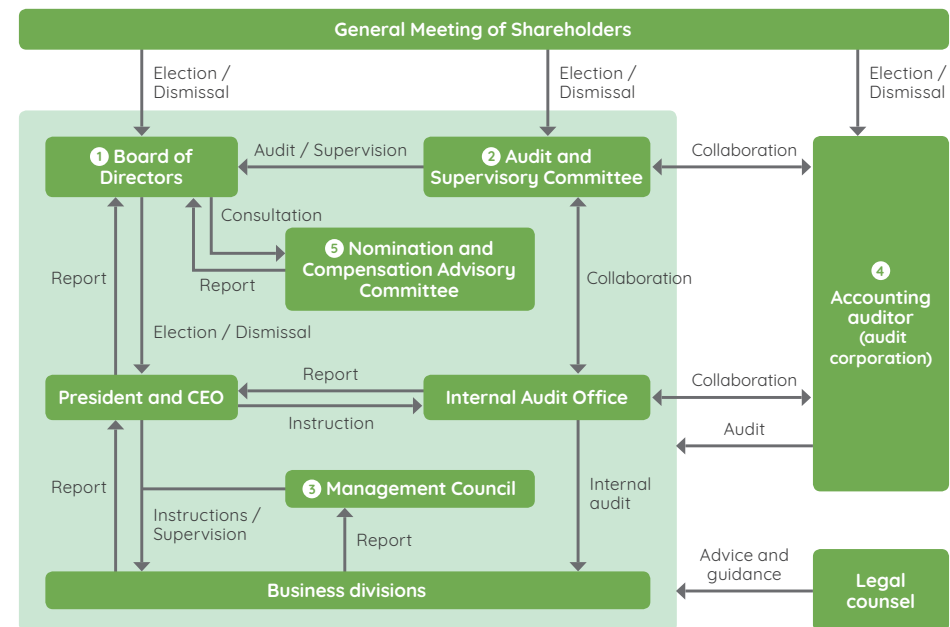 General Meeting of Shareholders
Election /
Dismissal
Election /
Dismissal
Election /
Dismissal
1 Board of
Directors
Audit / Supervision
2 Audit and
Supervisory Committee
Collaboration
Consultation
5 Nomination and
Compensation Advisory
Committee
Report
Report
Collaboration
4
Accounting
auditor
(audit
corporation)
Election / Dismissal
President and CEO
Report
Instruction
Internal Audit Office
Collaboration
Audit
Report
3 Management Council
Instructions /
Supervision
Report
Internal
audit
Advice and
guidance
Business divisions
Legal
counsel